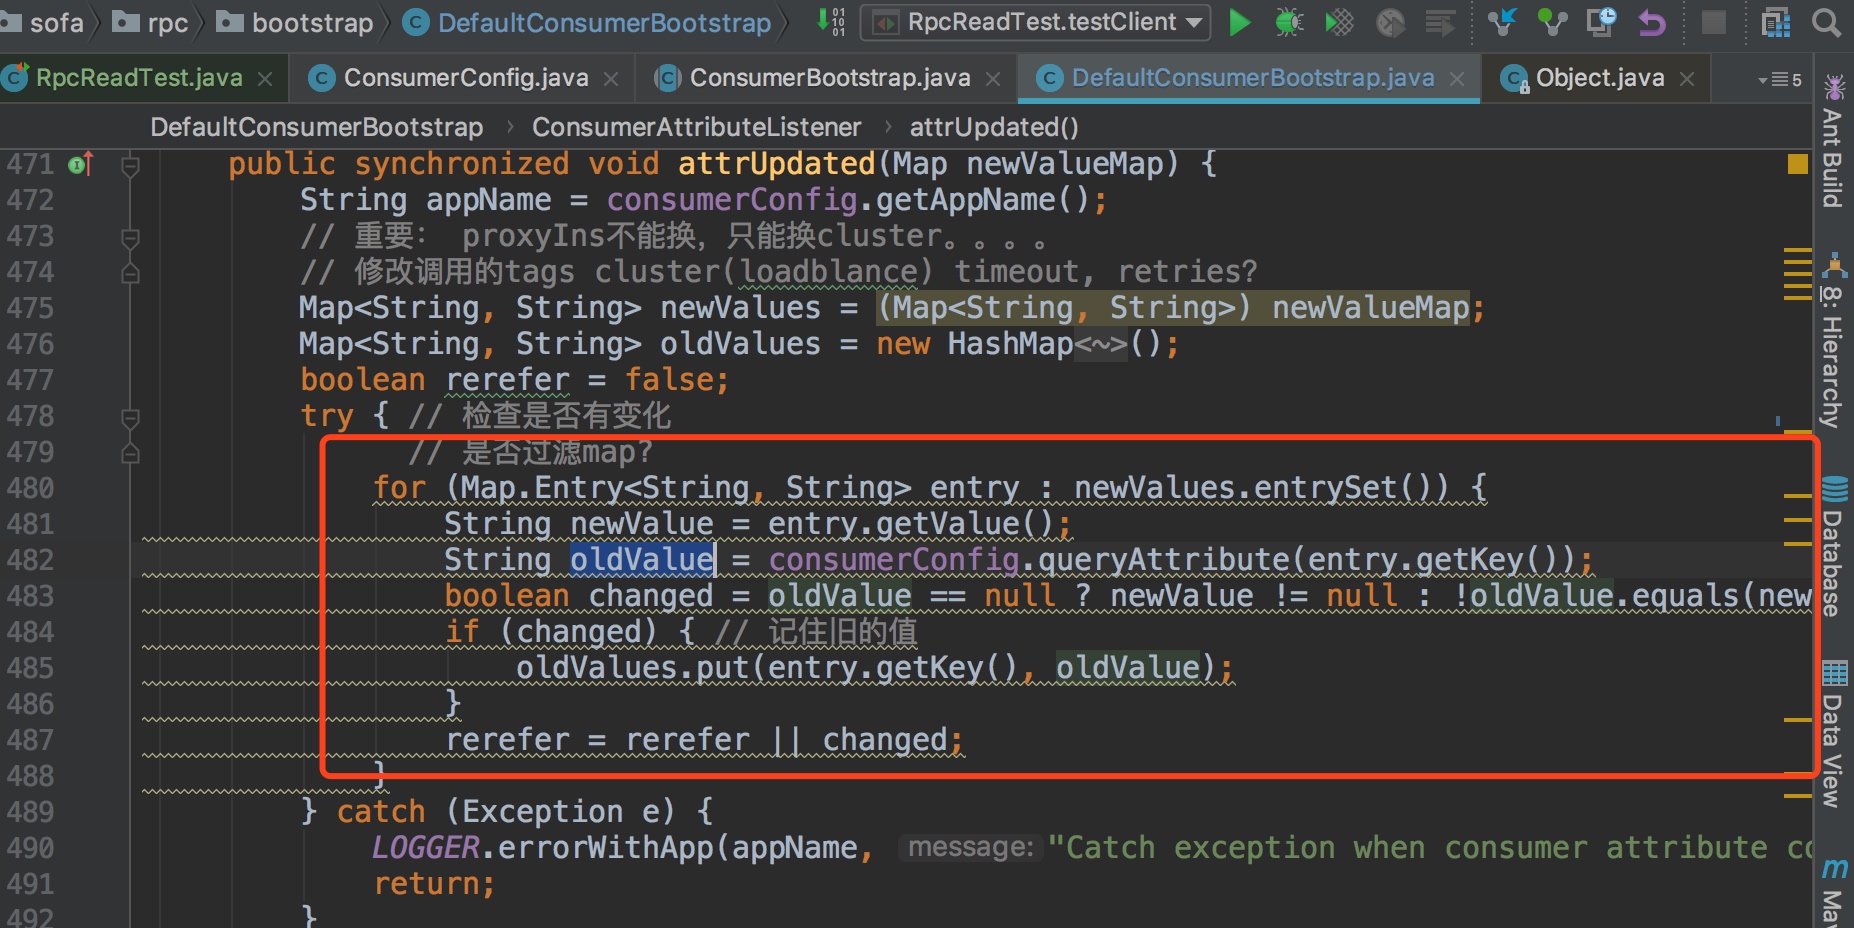 sofa rpc bootstrap DefaultConsumerBootstrap RpcReadTest.testClient
RpcReadTest.java ConsumerConfig.java ConsumerBootstrap.java DefaultConsumerBootstrap.java Object.java 5
DefaultConsumerBootstrap ConsumerAttributeListener attrUpdated()
471 public synchronized void attrUpdated(Map newValueMap) {
472 String appName = consumerConfig.getAppName();
473 // 重要： proxyIns不能换，只能换cluster。。。。
474 // 修改调用的tags cluster(loadblance) timeout, retries?
475 Map<String, String> newValues = (Map<String, String>) newValueMap;
476 Map<String, String> oldValues = new HashMap<~>();
477 boolean rerefer = false;
478 try { // 检查是否有变化
479 // 是否过滤map?
480 for (Map.Entry<String, String> entry : newValues.entrySet()) {
481 String newValue = entry.getValue();
482 String oldValue = consumerConfig.queryAttribute(entry.getKey());
483 boolean changed = oldValue == null ? newValue != null : !oldValue.equals(new
484 if (changed) { // 记住旧的值
485 oldValues.put(entry.getKey(), oldValue);
486 }
487 rerefer = rerefer || changed;
488 }
489 } catch (Exception e) {
490 LOGGER.errorWithApp(appName, message: "Catch exception when consumer attribute co
491 return;
492 }
Ant Build
8: Hierarchy
Database
Data View
m Mav